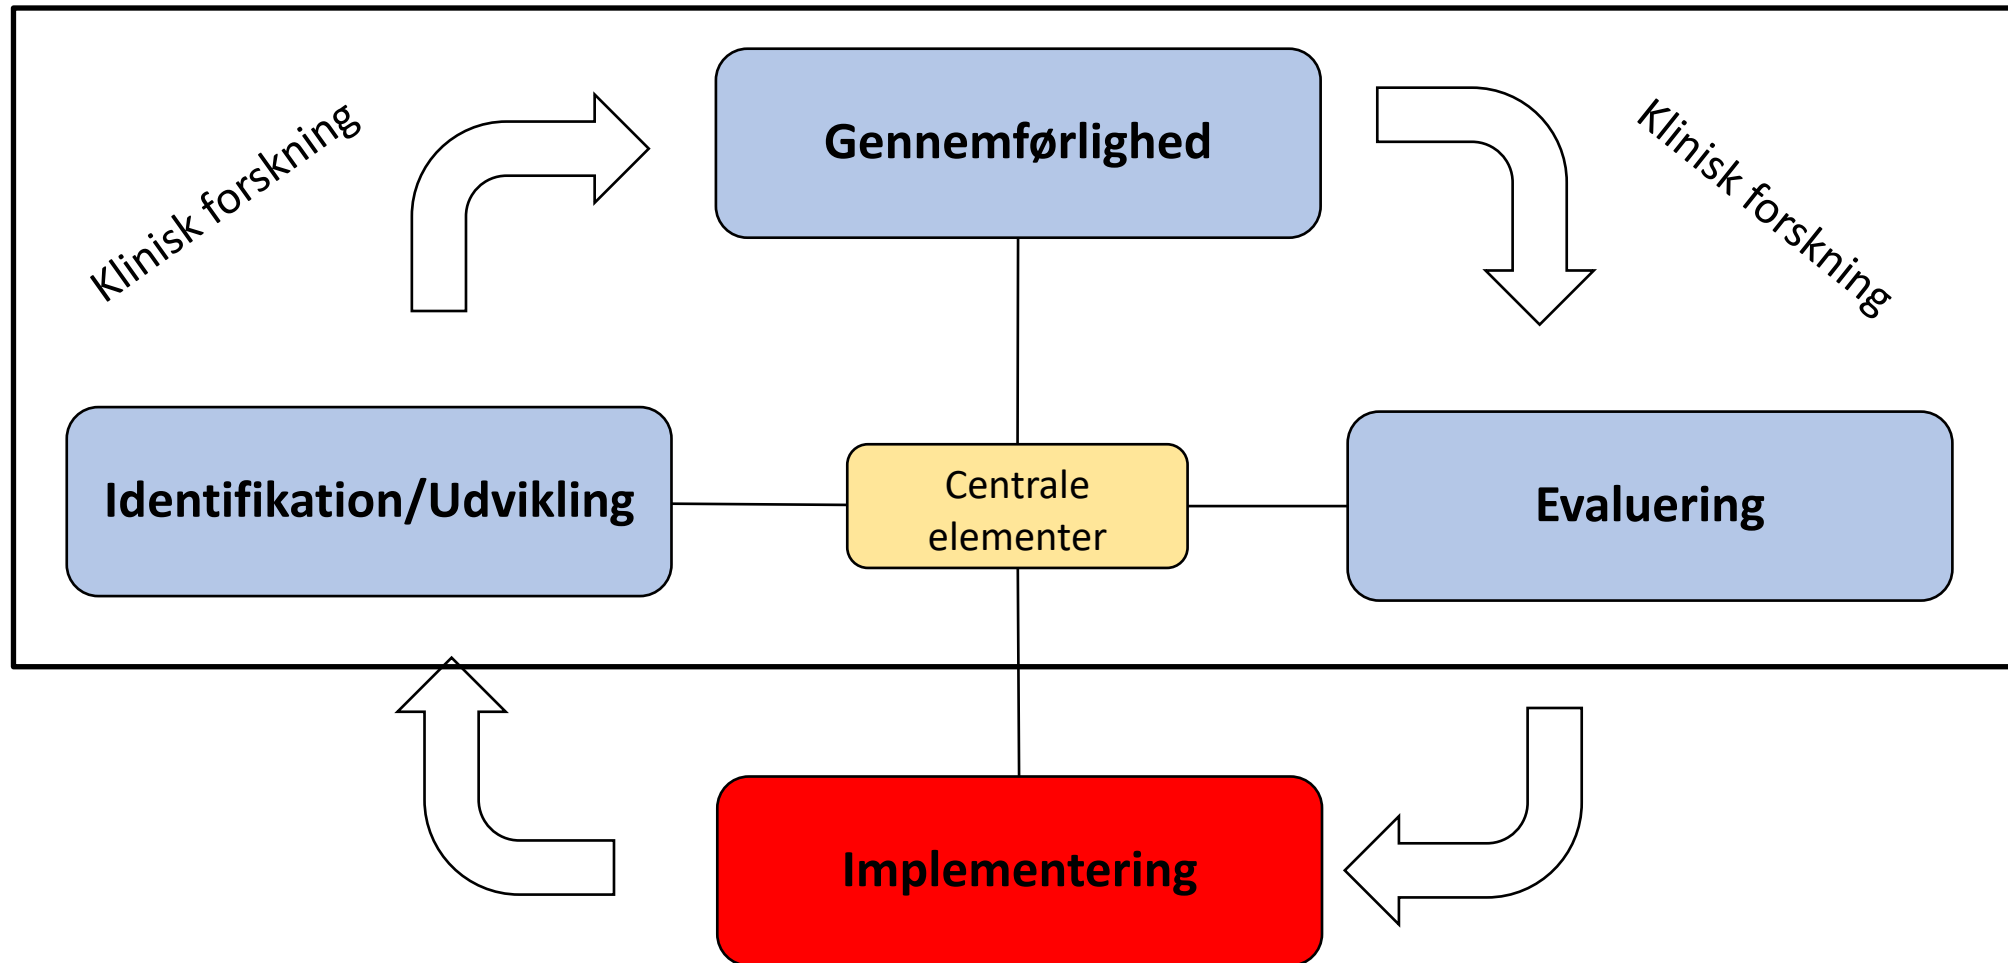 Klinisk forskning
Gennemførlighed
Klinisk forskning
Identifikation/Udvikling
Centrale
elementer
Evaluering
Implementering